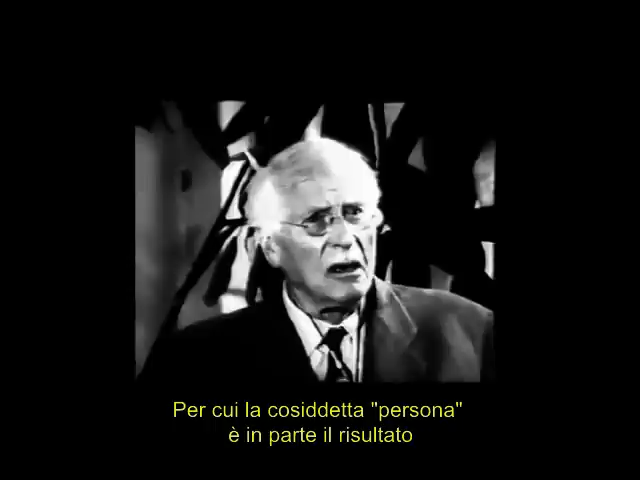 Per cui la cosiddetta "persona"
è in parte il risultato